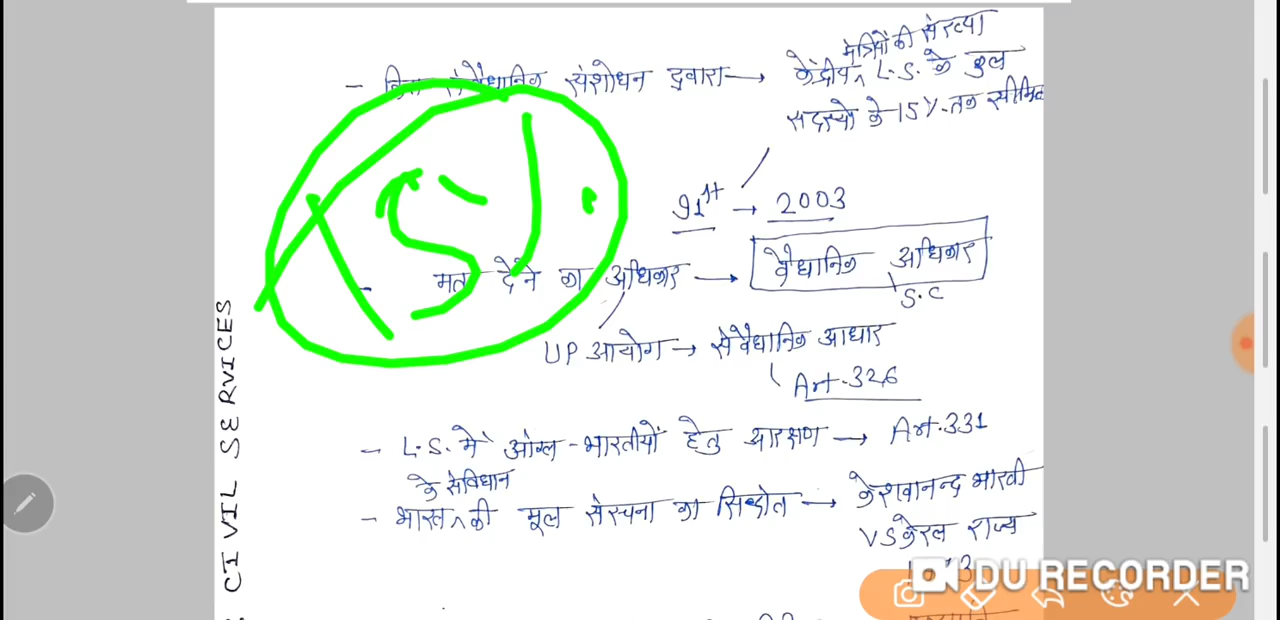 मंत्रियों की संख्या
- किस संवैधानिक संशोधन द्वारा → केंद्रीय ^ L.S. के कुल
सदस्यो के 15% तक सीमित
91st → 2003
- मत देने का अधिकार → वैधानिक अधिकार
S.C
UP आयोग → संवैधानिक आधार
Art.326
- L.S. में आंग्ल-भारतीयों हेतु आरक्षण → Art.331
के संविधान
- भारत ^ की मूल संरचना का सिद्धांत → केशवानन्द भारती
VS केरल राज्य
DU RECORDER
CIVIL SERVICES